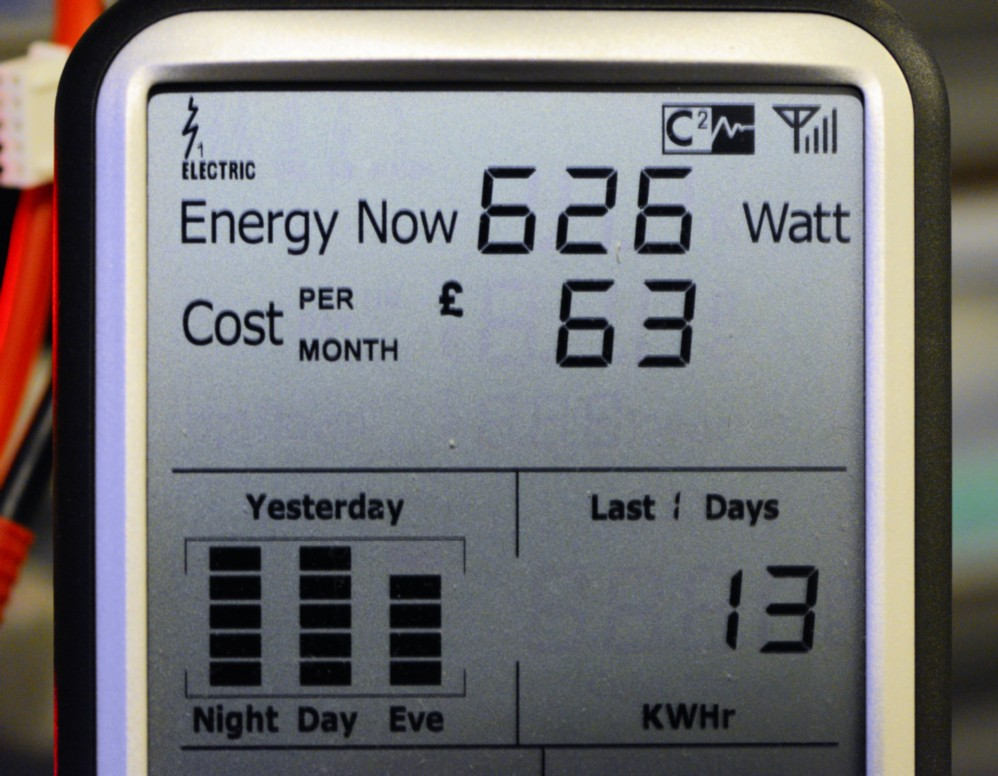 C2
1
ELECTRIC
Energy Now 626 Watt
Cost PER MONTH £ 63
Yesterday
Last 1 Days
13
Night Day Eve
KWHr